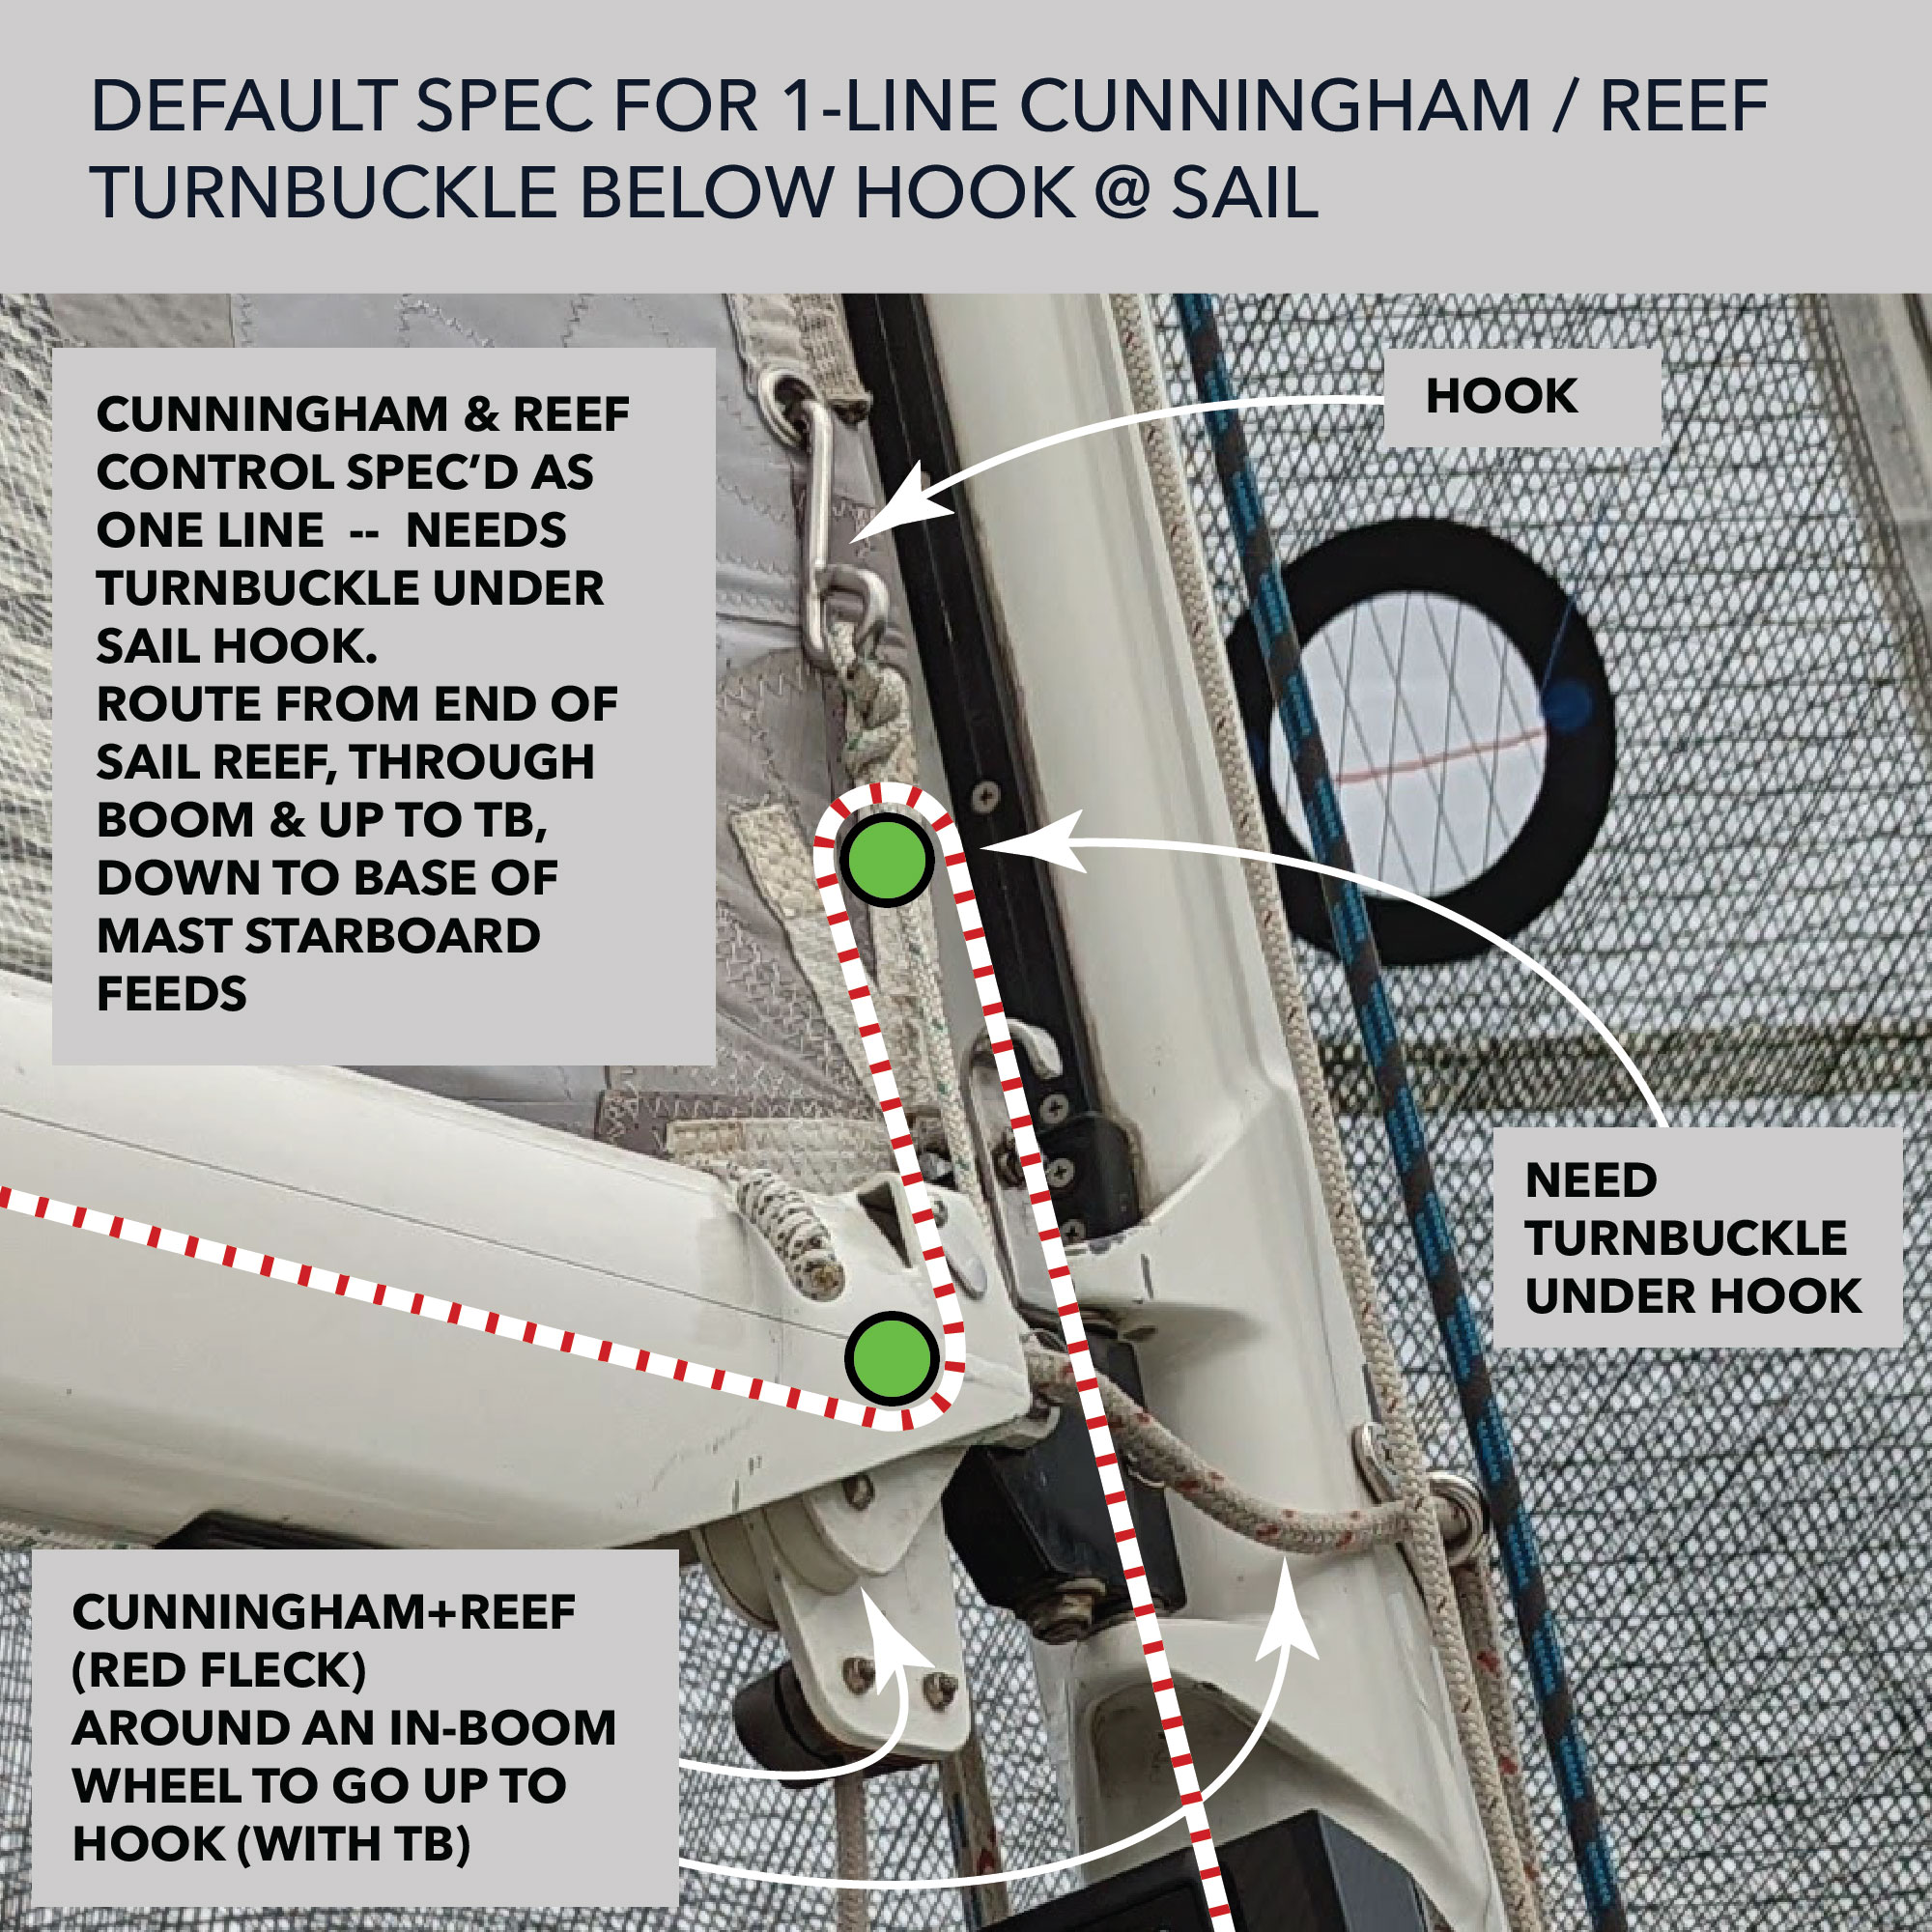 DEFAULT SPEC FOR 1-LINE CUNNINGHAM / REEF
TURNBUCKLE BELOW HOOK @ SAIL
CUNNINGHAM & REEF
CONTROL SPEC’D AS
ONE LINE -- NEEDS
TURNBUCKLE UNDER
SAIL HOOK.
ROUTE FROM END OF
SAIL REEF, THROUGH
BOOM & UP TO TB,
DOWN TO BASE OF
MAST STARBOARD
FEEDS
HOOK
NEED
TURNBUCKLE
UNDER HOOK
CUNNINGHAM+REEF
(RED FLECK)
AROUND AN IN-BOOM
WHEEL TO GO UP TO
HOOK (WITH TB)